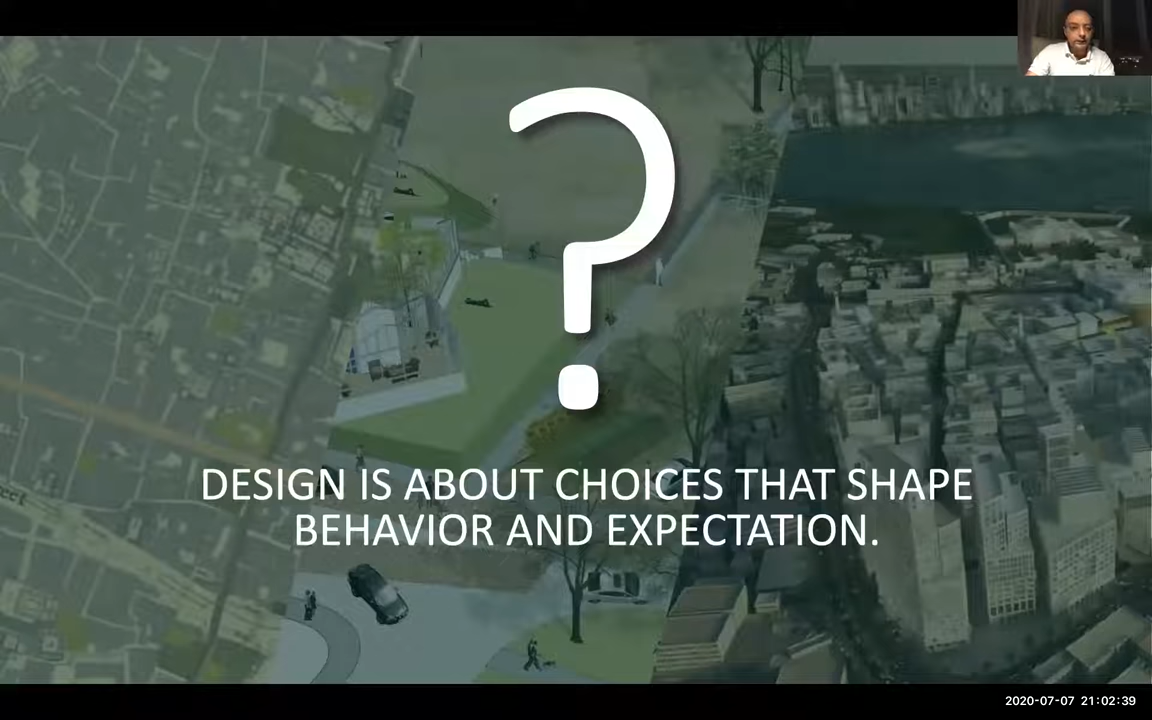 ?
DESIGN IS ABOUT CHOICES THAT SHAPE
BEHAVIOR AND EXPECTATION.
2020-07-07 21:02:39